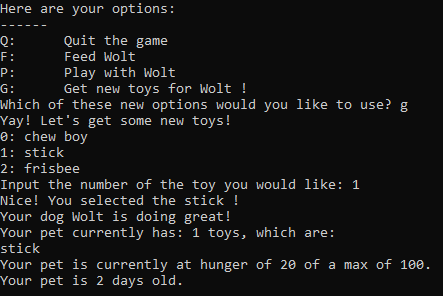 Here are your options:
------
Q:      Quit the game
F:      Feed Wolt
P:      Play with Wolt
G:      Get new toys for Wolt !
Which of these new options would you like to use? g
Yay! Let's get some new toys!
0: chew boy
1: stick
2: frisbee
Input the number of the toy you would like: 1
Nice! You selected the stick !
Your dog Wolt is doing great!
Your pet currently has: 1 toys, which are:
stick
Your pet is currently at hunger of 20 of a max of 100.
Your pet is 2 days old.